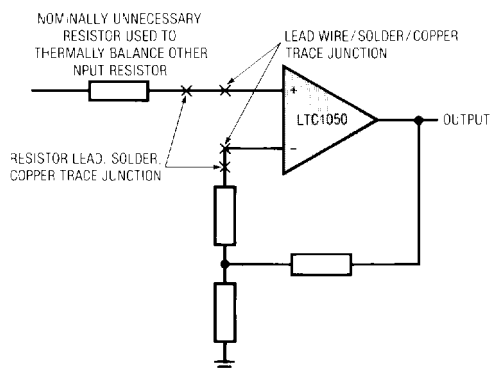 NOMINALLY UNNECESSARY
RESISTOR USED TO
THERMALLY BALANCE OTHER
NPUT RESISTOR
LEAD WIRE/SOLDER/COPPER
TRACE JUNCTION
+
LTC1050
OUTPUT
−
RESISTOR LEAD, SOLDER,
COPPER TRACE JUNCTION